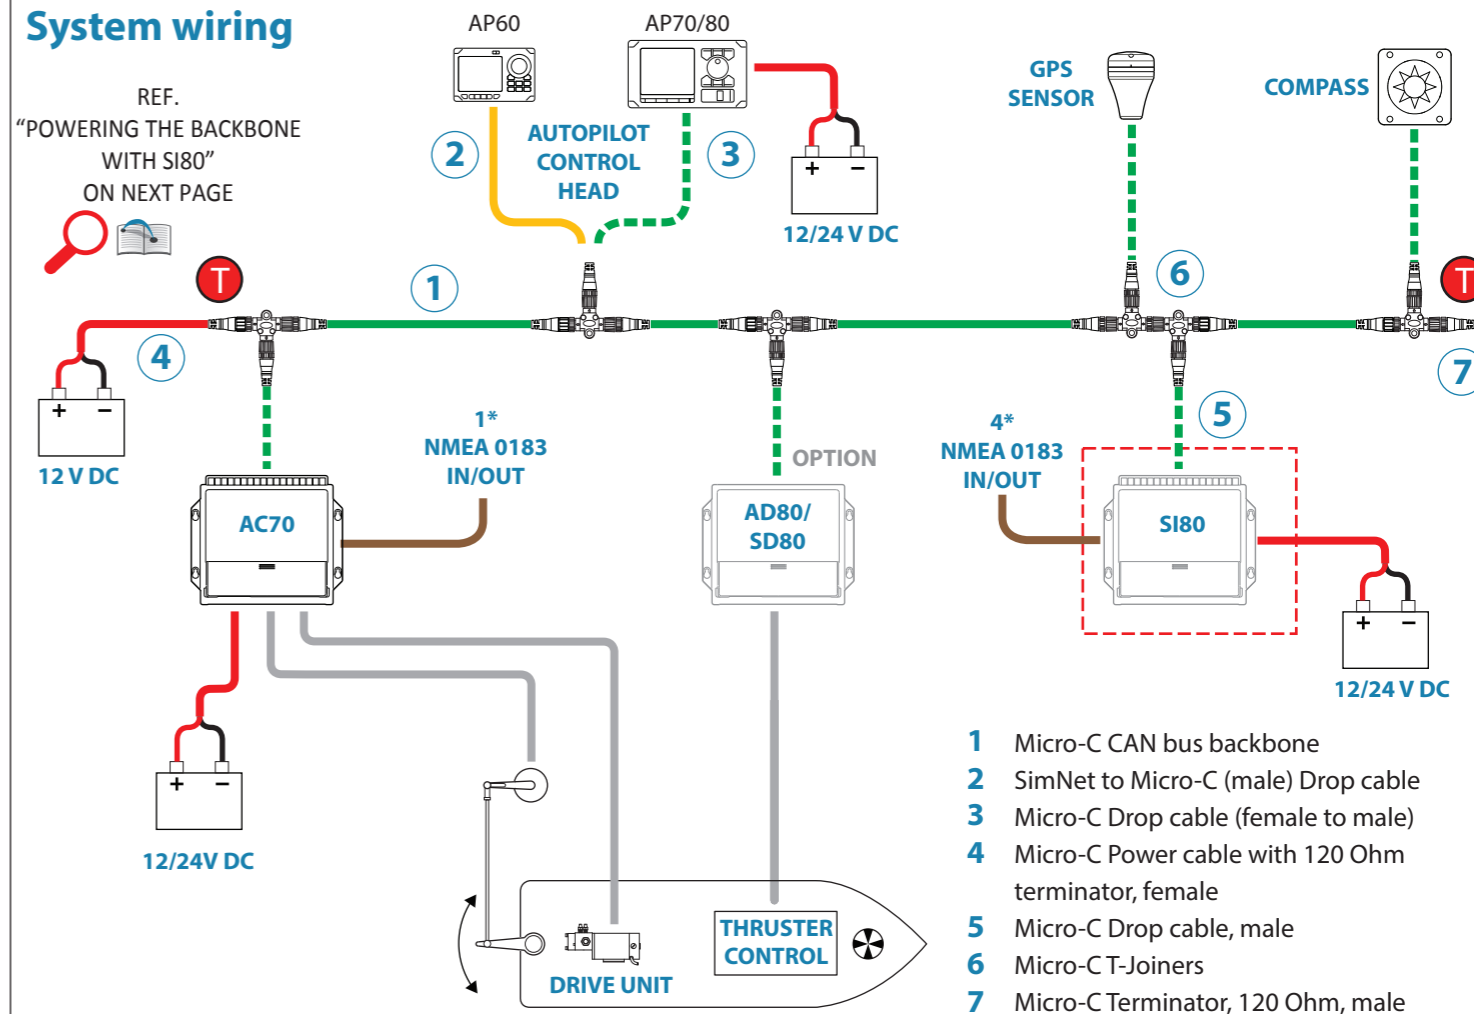 System wiring
REF.
"POWERING THE BACKBONE
WITH SI80"
ON NEXT PAGE
AP60
AP70/80
2
AUTOPILOT
CONTROL
HEAD
3
+ −
12/24 V DC
GPS
SENSOR
COMPASS
T
1
6
T
4
7
+ −
12 V DC
1*
NMEA 0183
IN/OUT
OPTION
4*
NMEA 0183
IN/OUT
5
AC70
AD80/
SD80
SI80
+ −
12/24 V DC
+ −
12/24V DC
DRIVE UNIT
THRUSTER
CONTROL
1 Micro-C CAN bus backbone
2 SimNet to Micro-C (male) Drop cable
3 Micro-C Drop cable (female to male)
4 Micro-C Power cable with 120 Ohm
terminator, female
5 Micro-C Drop cable, male
6 Micro-C T-Joiners
7 Micro-C Terminator, 120 Ohm, male